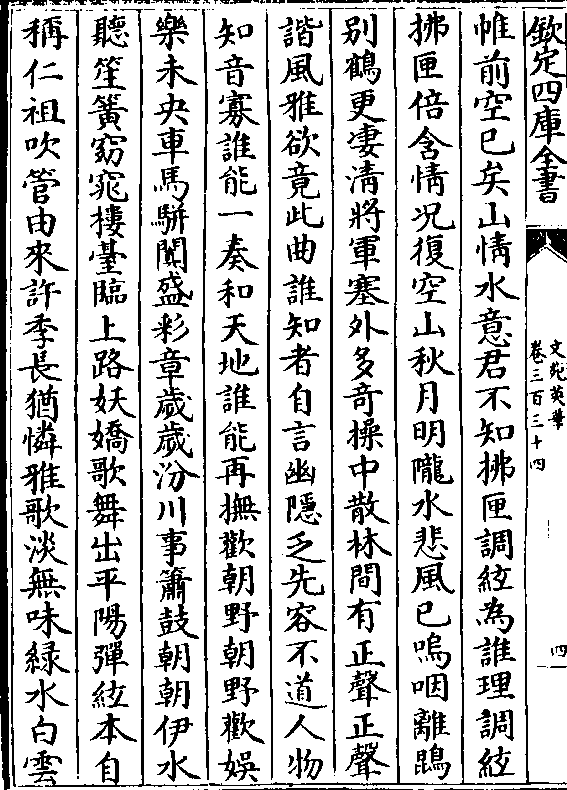 欽定四庫全書
文苑英華
卷三百三十四
四
帷前空已矣山情水意君不知拂匣調絃為誰理調絃
拂匣倍含情况復空山秋月明隴水悲風已嗚咽離鵾
别鶴更凄清將軍塞外多奇操中散林間有正聲正聲
諧風雅欲竟此曲誰知者自言幽隱乏先容不道人物
知音寡誰能一奏和天地誰能再撫歡朝野朝野歡娛
樂未央車馬駢闐盛彩章歲歲汾川事簫鼓朝朝伊水
聽笙簧窈窕樓臺臨上路妖嬌歌舞出平陽彈絃本自
稱仁祖吹管由來許季長猶憐雅歌淡無味緑水白雲